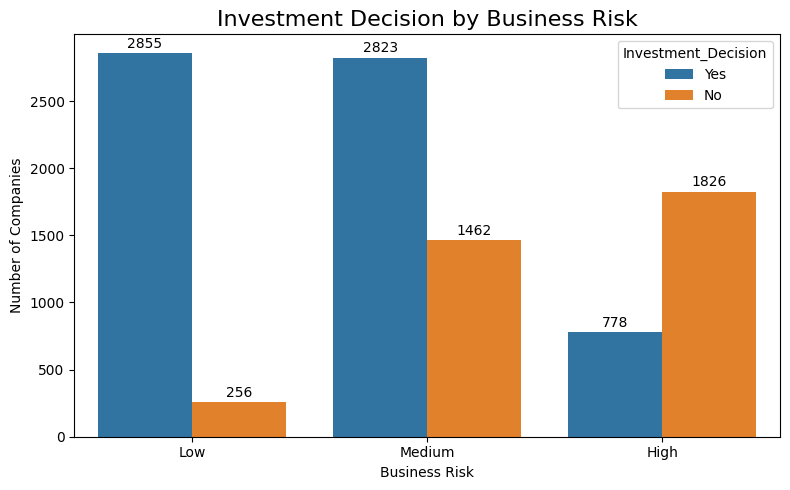 Investment Decision by Business Risk
Number of Companies
2500
2000
1500
1000
500
0
2855
256
2823
1462
778
1826
Investment_Decision
Yes
No
Low
Medium
High
Business Risk